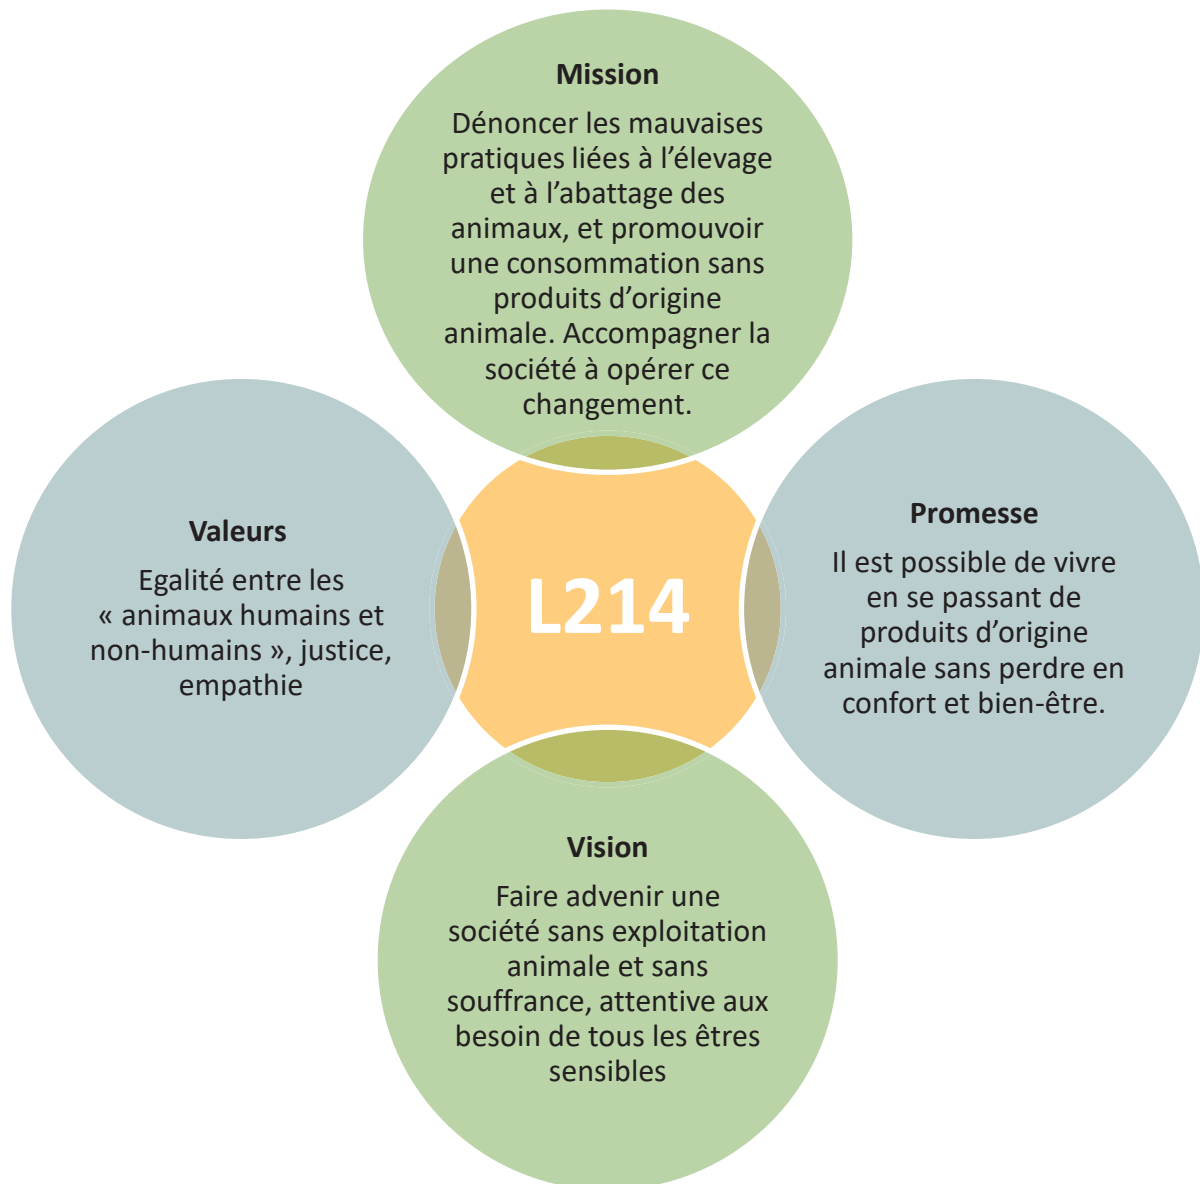 Mission
Dénoncer les mauvaises
pratiques liées à l’élevage
et à l’abattage des
animaux, et promouvoir
une consommation sans
produits d’origine
animale. Accompagner la
société à opérer ce
changement.
Valeurs
Egalité entre les
« animaux humains et
non-humains », justice,
empathie
L214
Promesse
Il est possible de vivre
en se passant de
produits d’origine
animale sans perdre en
confort et bien-être.
Vision
Faire advenir une
société sans exploitation
animale et sans
souffrance, attentive aux
besoin de tous les êtres
sensibles